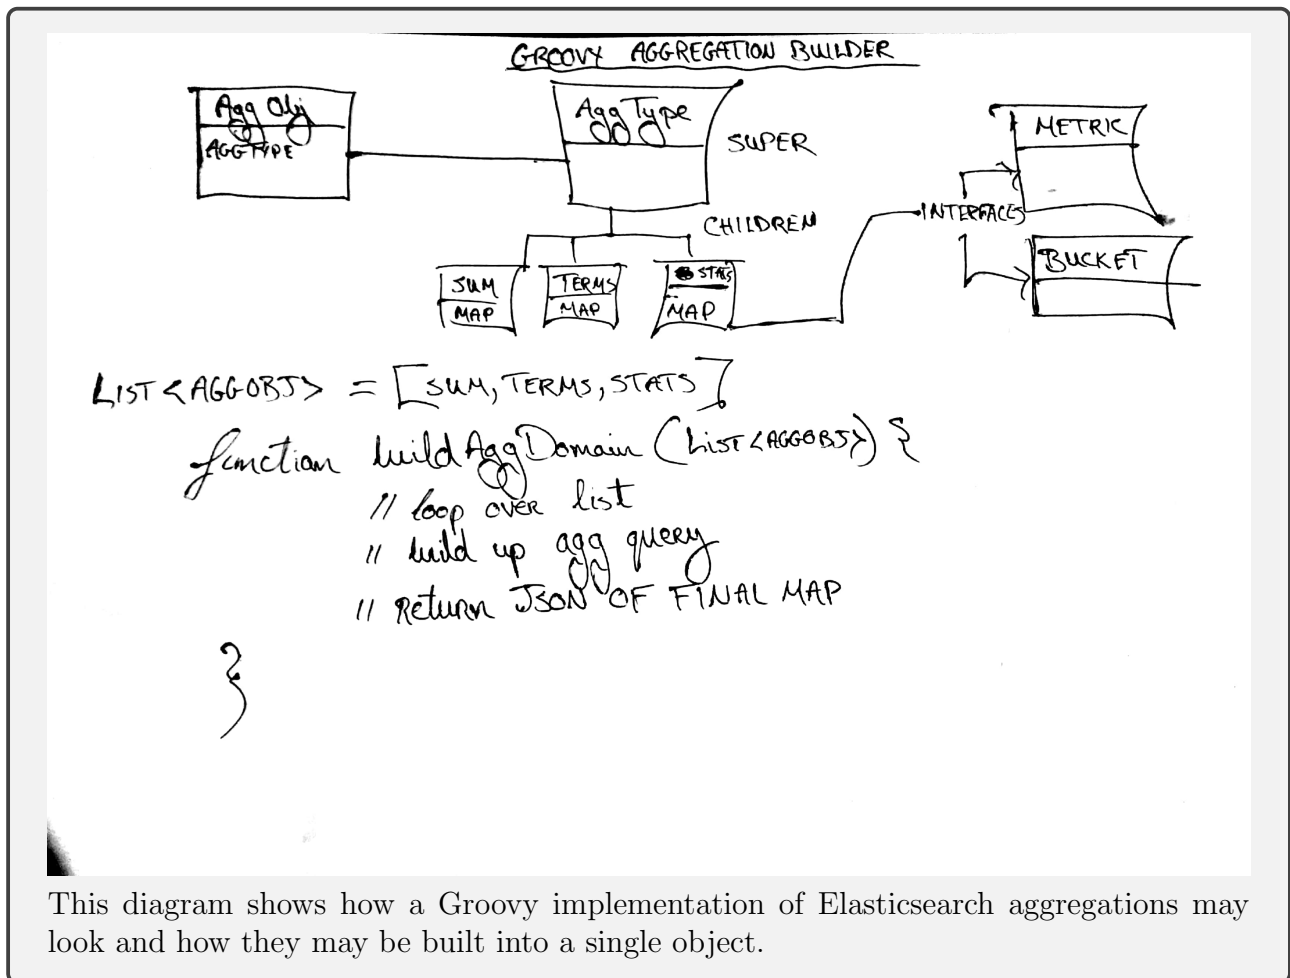 GROOVY AGGREGATION BUILDER
Agg Obj
AGGTYPE
Agg Type
SUPER
CHILDREN
SUM
MAP
TERMS
MAP
STATS
MAP
INTERFACES
METRIC
BUCKET
LIST<AGGOBJ> = [SUM, TERMS, STATS]
function buildAggDomain (LIST<AGGOBJ>) {
// loop over list
// build up agg query
// Return JSON OF FINAL MAP
}
This diagram shows how a Groovy implementation of Elasticsearch aggregations may
look and how they may be built into a single object.